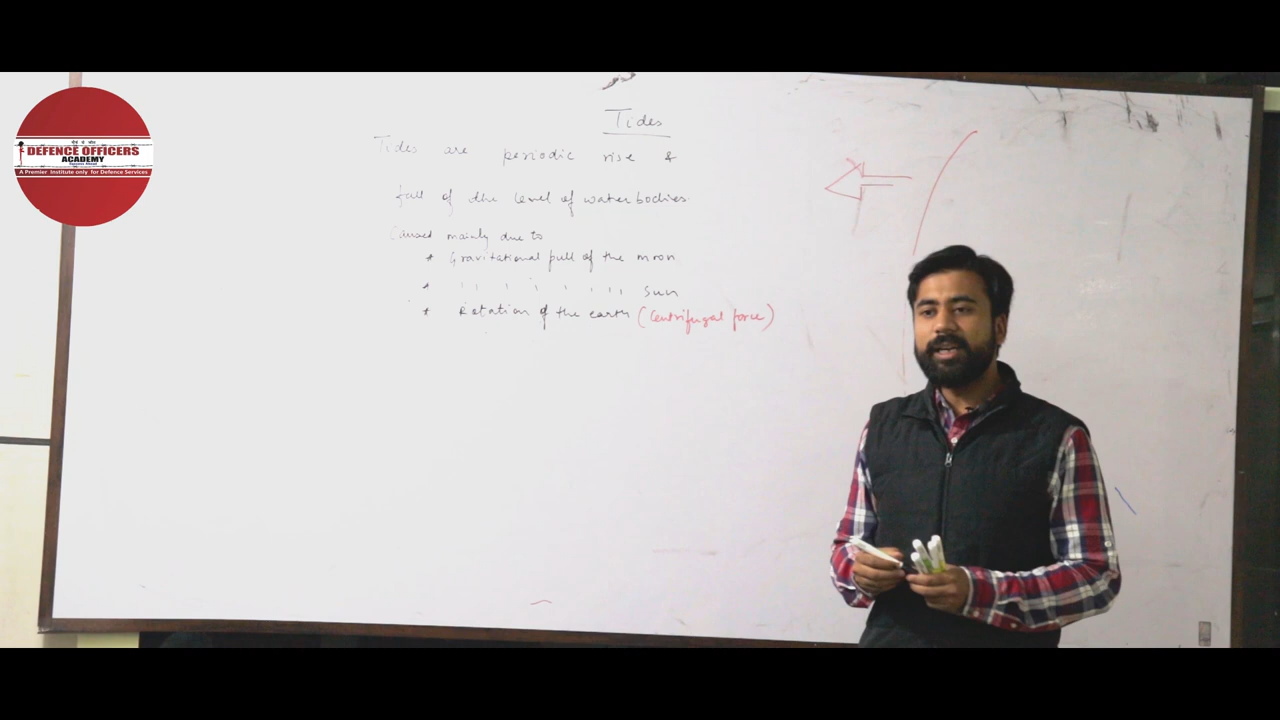 DEFENCE OFFICERS
ACADEMY
A Premier Institute only for Defence Services
Tides
Tides are periodic rise &
fall of the level of water bodies.
Caused mainly due to
* Gravitational pull of the moon
* " " " " " " " sun
* Rotation of the earth (Centrifugal force)